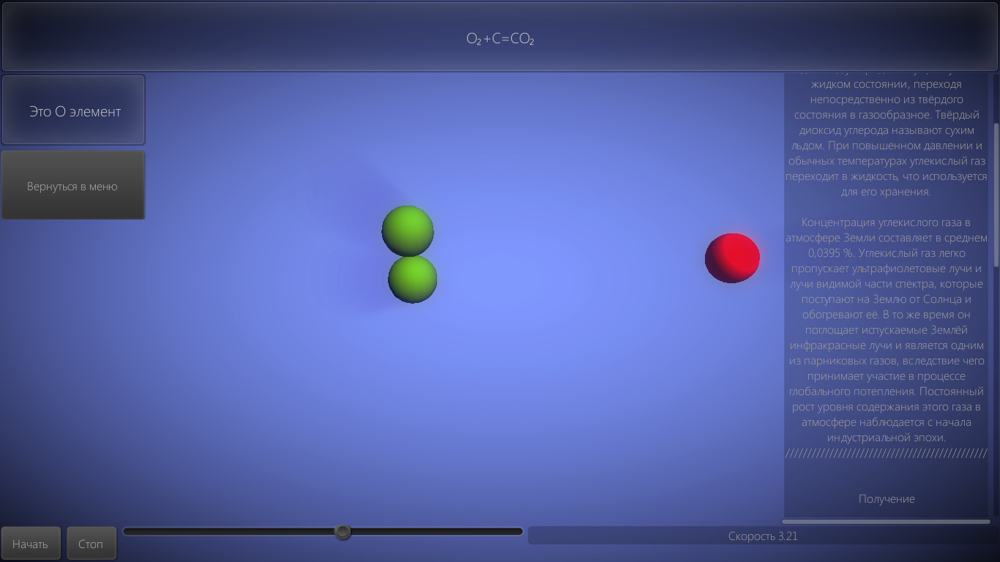 O₂+C=CO₂
Это О элемент
Вернуться в меню
жидком состоянии, переходя
непосредственно из твёрдого
состояния в газообразное. Твёрдый
диоксид углерода называют сухим
льдом. При повышенном давлении и
обычных температурах углекислый газ
переходит в жидкость, что используется
для его хранения.
Концентрация углекислого газа в
атмосфере Земли составляет в среднем
0,0395 %. Углекислый газ легко
пропускает ультрафиолетовые лучи и
лучи видимой части спектра, которые
поступают на Землю от Солнца и
обогревают её. В то же время он
поглощает испускаемые Землёй
инфракрасные лучи и является одним
из парниковых газов, вследствие чего
принимает участие в процессе
глобального потепления. Постоянный
рост уровня содержания этого газа в
атмосфере наблюдается с начала
индустриальной эпохи.
//////////////////////////////////////////////
Получение
Начать
Стоп
Скорость 3.21